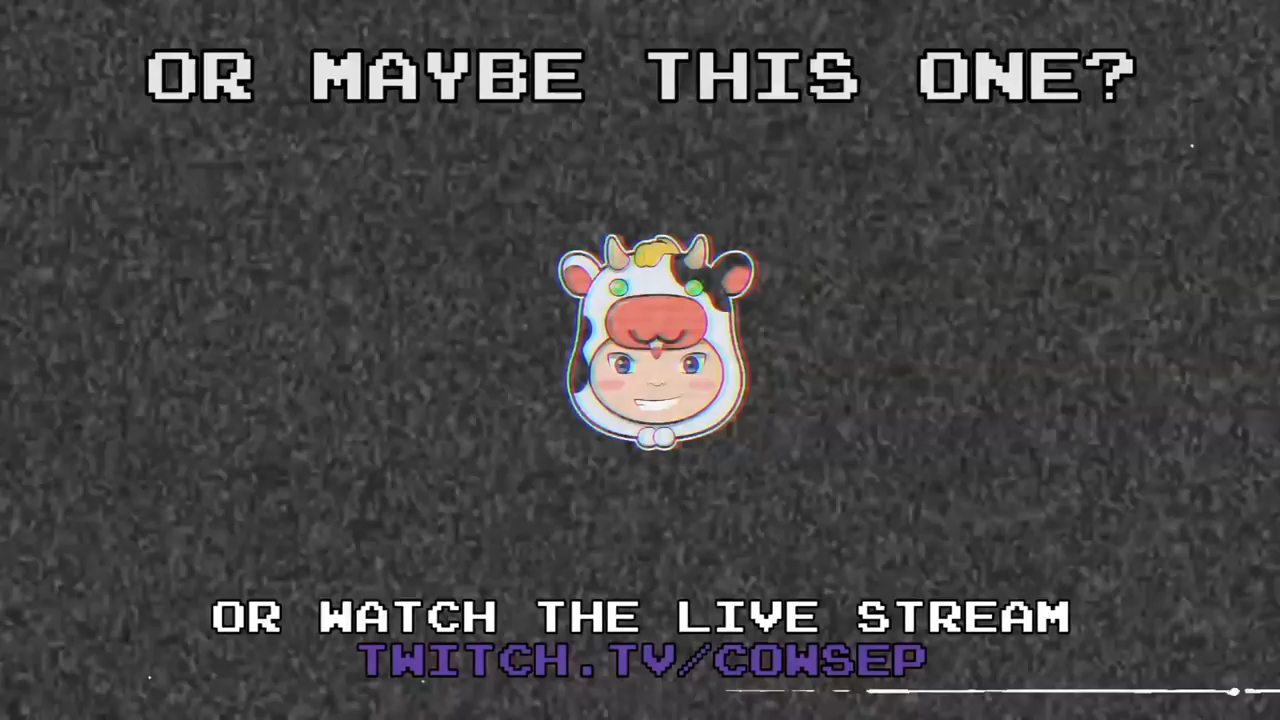 OR MAYBE THIS ONE?
OR WATCH THE LIVE STREAM
TWITCH.TV/COWSEP